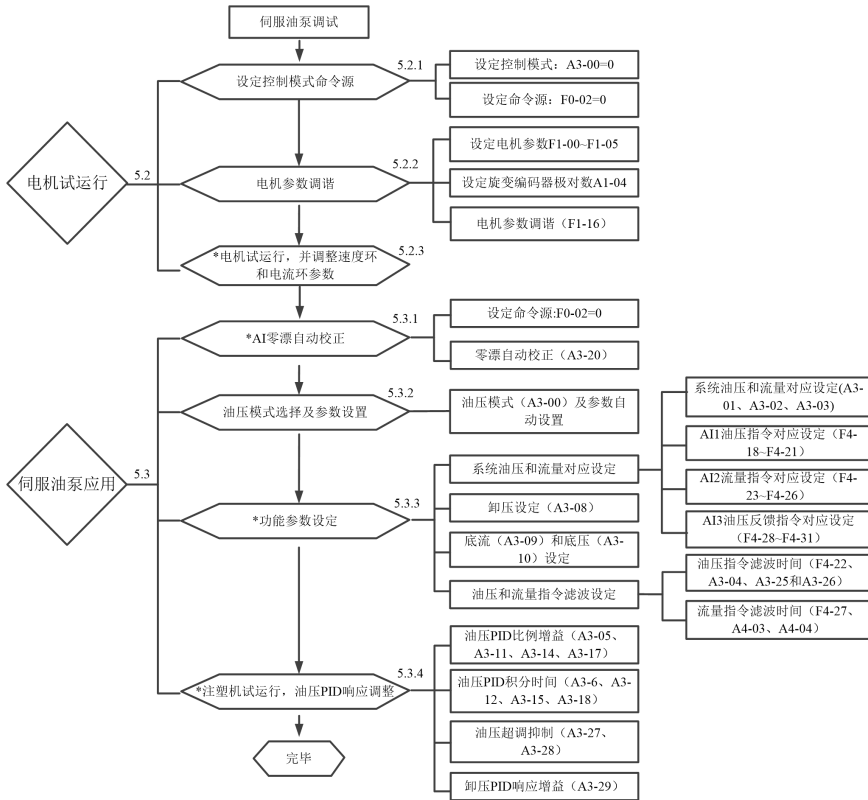 伺服油泵调试
5.2.1
设定控制模式命令源
设定控制模式：A3-00=0
设定命令源：F0-02=0
电机试运行
5.2
5.2.2
电机参数调谐
设定电机参数F1-00~F1-05
设定旋变编码器极对数A1-04
电机参数调谐（F1-16）
5.2.3
*电机试运行，并调整速度环
和电流环参数
5.3.1
*AI零漂自动校正
设定命令源:F0-02=0
零漂自动校正（A3-20）
5.3.2
油压模式选择及参数设置
油压模式（A3-00）及参数自
动设置
伺服油泵应用
5.3
5.3.3
*功能参数设定
系统油压和流量对应设定
系统油压和流量对应设定(A3-
01、A3-02、A3-03)
AI1油压指令对应设定（F4-
18~F4-21）
AI2流量指令对应设定（F4-
23~F4-26）
AI3油压反馈指令对应设定
（F4-28~F4-31）
卸压设定（A3-08）
底流（A3-09）和底压（A3-
10）设定
油压和流量指令滤波设定
油压指令滤波时间（F4-22、
A3-04、A3-25和A3-26）
流量指令滤波时间（F4-27、
A4-03、A4-04）
5.3.4
*注塑机试运行，油压PID响应调整
油压PID比例增益（A3-05、
A3-11、A3-14、A3-17）
油压PID积分时间（A3-6、A3-
12、A3-15、A3-18）
油压超调抑制（A3-27、
A3-28）
卸压PID响应增益（A3-29）
完毕